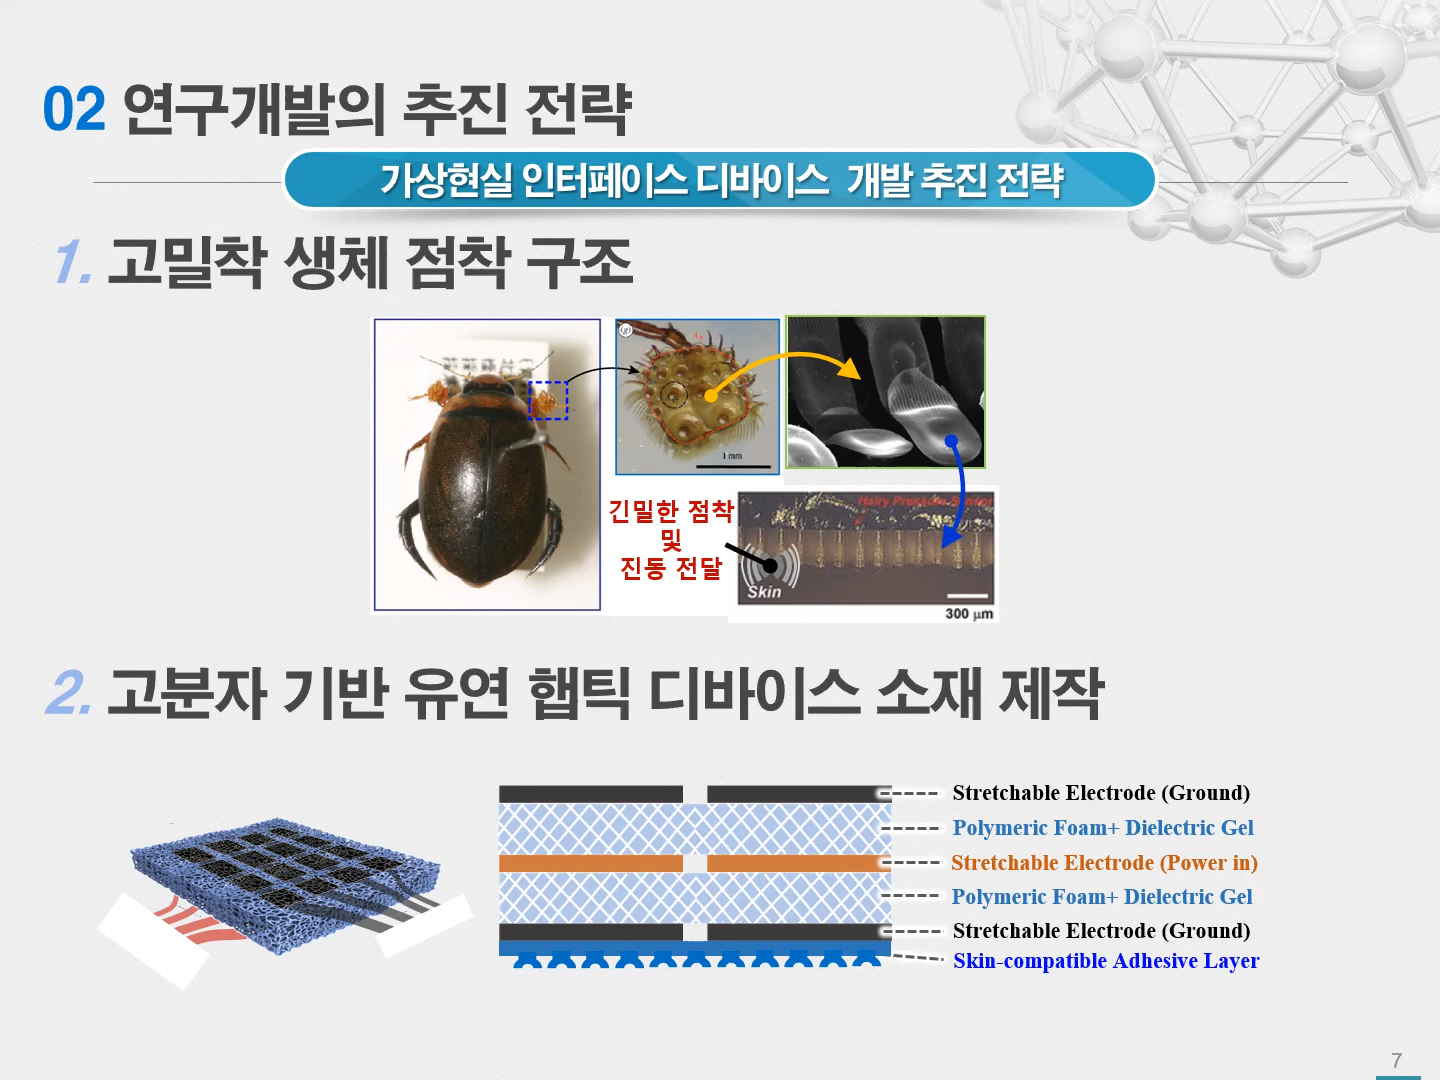 02 연구개발의 추진 전략
가상현실 인터페이스 디바이스 개발 추진 전략
1. 고밀착 생체 점착 구조
(g)
1 mm
Hairy Pressure Sensor
긴밀한 점착
및
진동 전달
Skin
300 μm
2. 고분자 기반 유연 햅틱 디바이스 소재 제작
Stretchable Electrode (Ground)
Polymeric Foam+ Dielectric Gel
Stretchable Electrode (Power in)
Polymeric Foam+ Dielectric Gel
Stretchable Electrode (Ground)
Skin-compatible Adhesive Layer
7